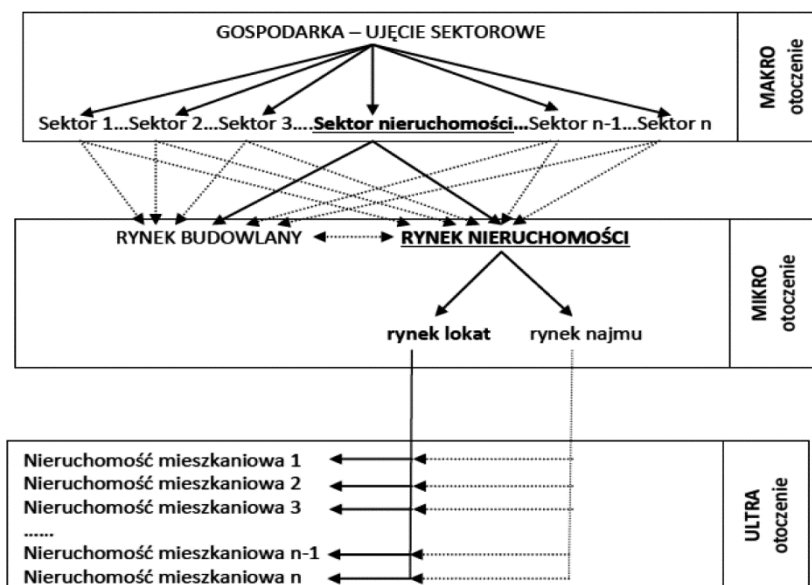 GOSPODARKA – UJĘCIE SEKTOROWE
Sektor 1...Sektor 2...Sektor 3....Sektor nieruchomości...Sektor n-1...Sektor n
MAKRO
otoczenie
RYNEK BUDOWLANY
RYNEK NIERUCHOMOŚCI
rynek lokat
rynek najmu
MIKRO
otoczenie
Nieruchomość mieszkaniowa 1
Nieruchomość mieszkaniowa 2
Nieruchomość mieszkaniowa 3
......
Nieruchomość mieszkaniowa n-1
Nieruchomość mieszkaniowa n
ULTRA
otoczenie